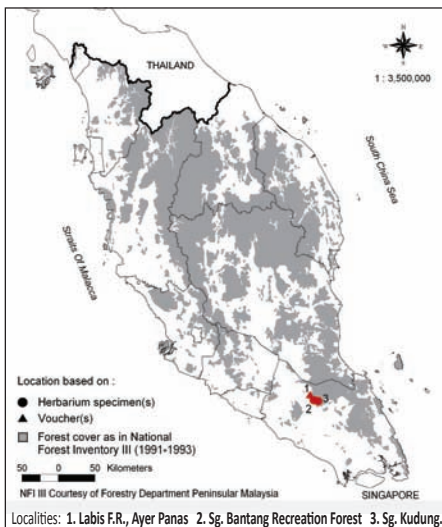 THAILAND
1 : 3,500,000
South China Sea
Straits Of Malacca
1
3
2
Location based on :
Herbarium specimen(s)
Voucher(s)
Forest cover as in National
Forest Inventory III (1991-1993)
50 0 50 Kilometers
NFI III Courtesy of Forestry Department Peninsular Malaysia
SINGAPORE
Localities: 1. Labis F.R., Ayer Panas 2. Sg. Bantang Recreation Forest 3. Sg. Kudung.